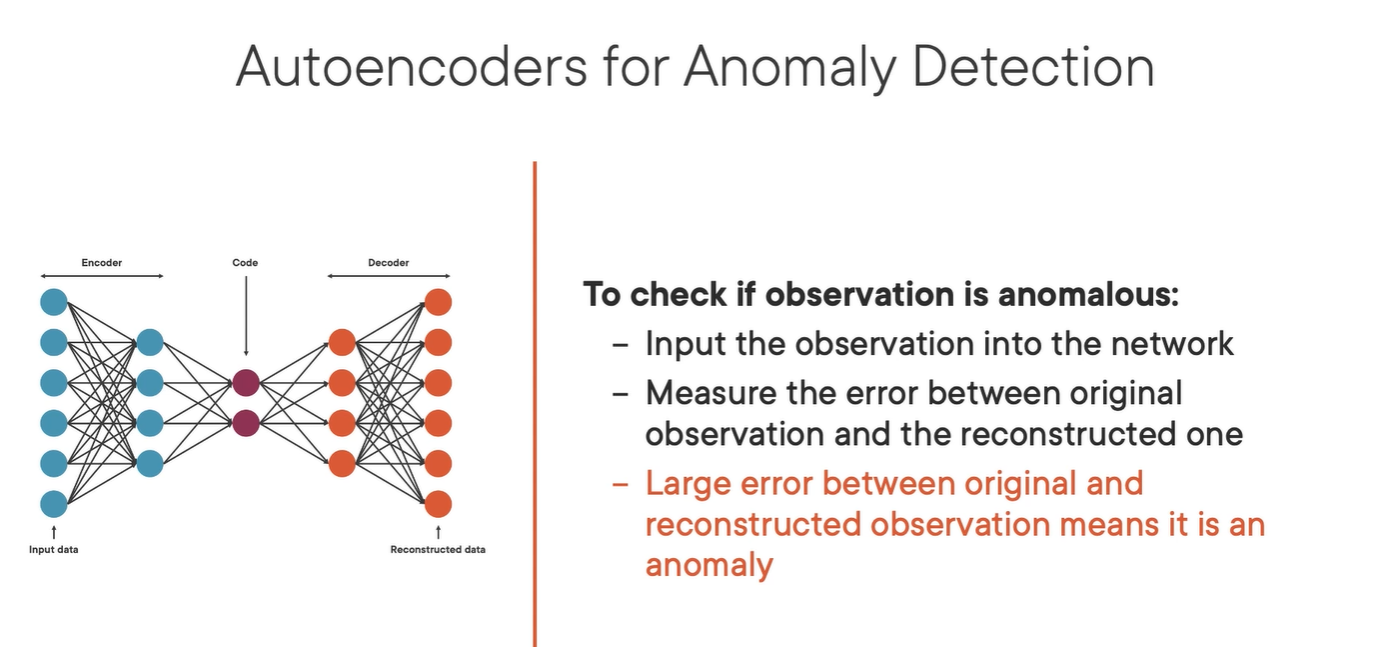 Autoencoders for Anomaly Detection
Encoder
Code
Decoder
Input data
Reconstructed data
To check if observation is anomalous:
– Input the observation into the network
– Measure the error between original
observation and the reconstructed one
– Large error between original and
reconstructed observation means it is an
anomaly